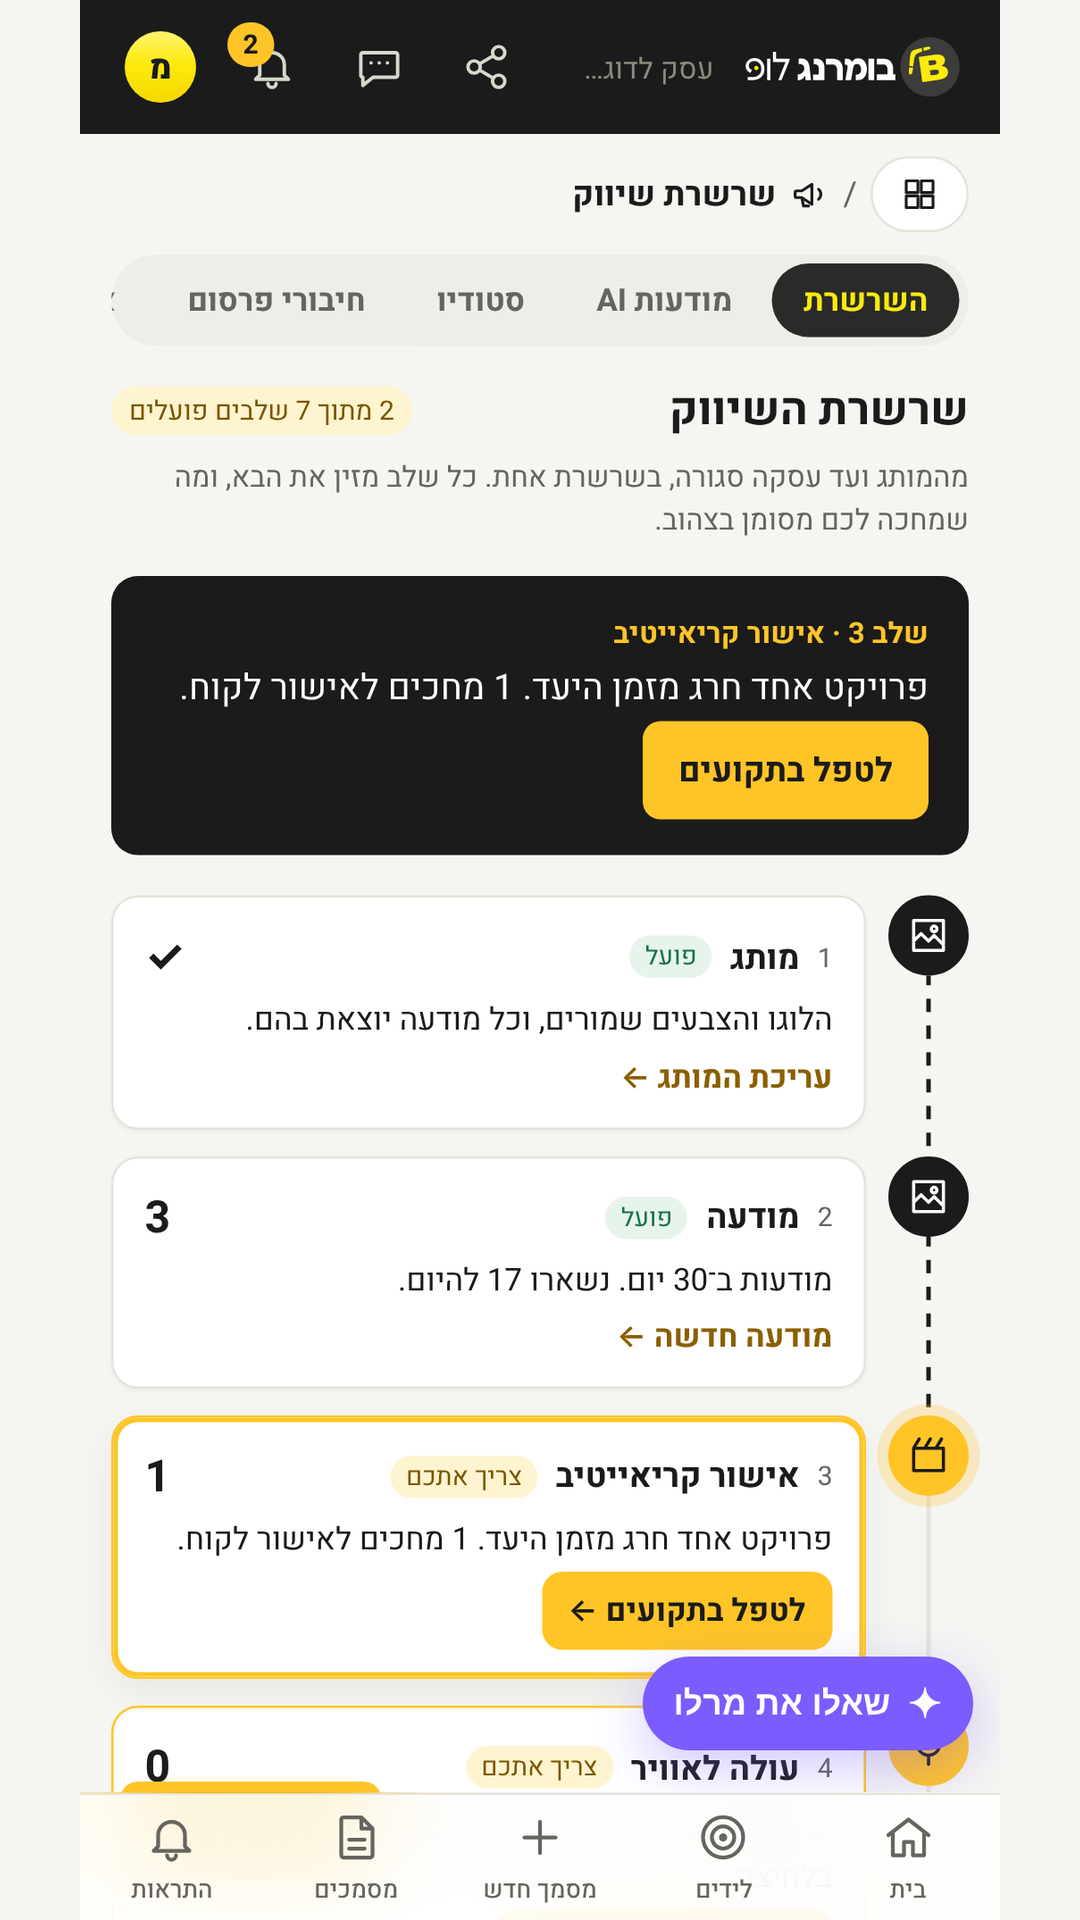 בומרנג לופ
עסק לדוג...
2
מ
/ שרשרת שיווק
השרשרת
מודעות AI
סטודיו
חיבורי פרסום
שרשרת השיווק
2 מתוך 7 שלבים פועלים
מהמותג ועד עסקה סגורה, בשרשרת אחת. כל שלב מזין את הבא, ומה
שמחכה לכם מסומן בצהוב.
שלב 3 · אישור קריאייטיב
פרויקט אחד חרג מזמן היעד. 1 מחכים לאישור לקוח.
לטפל בתקועים
1 מותג פועל
הלוגו והצבעים שמורים, וכל מודעה יוצאת בהם.
עריכת המותג ←
2 מודעה פועל 3
מודעות ב־30 יום. נשארו 17 להיום.
מודעה חדשה ←
3 אישור קריאייטיב צריך אתכם 1
פרויקט אחד חרג מזמן היעד. 1 מחכים לאישור לקוח.
לטפל בתקועים ←
שאלו את מרלו
4 עולה לאוויר צריך אתכם 0
בלחיצה
בית
לידים
מסמך חדש
מסמכים
התראות